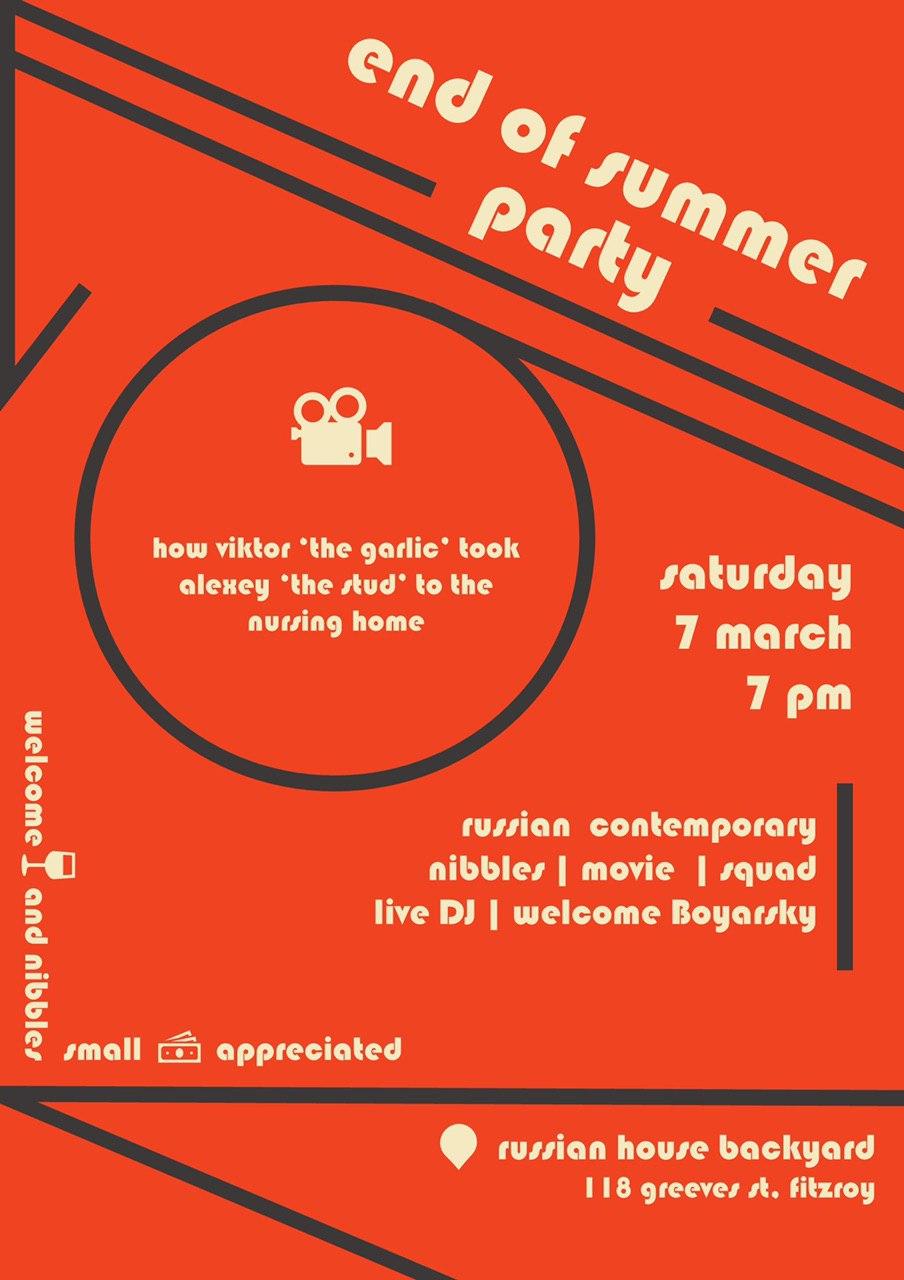 end of summer
party
how viktor 'the garlic' took
alexey 'the stud' to the
nursing home
saturday
7 march
7 pm
russian contemporary
nibbles | movie | squad
live DJ | welcome Boyarsky
welcome and nibbles
small appreciated
russian house backyard
118 greeves st. fitzroy